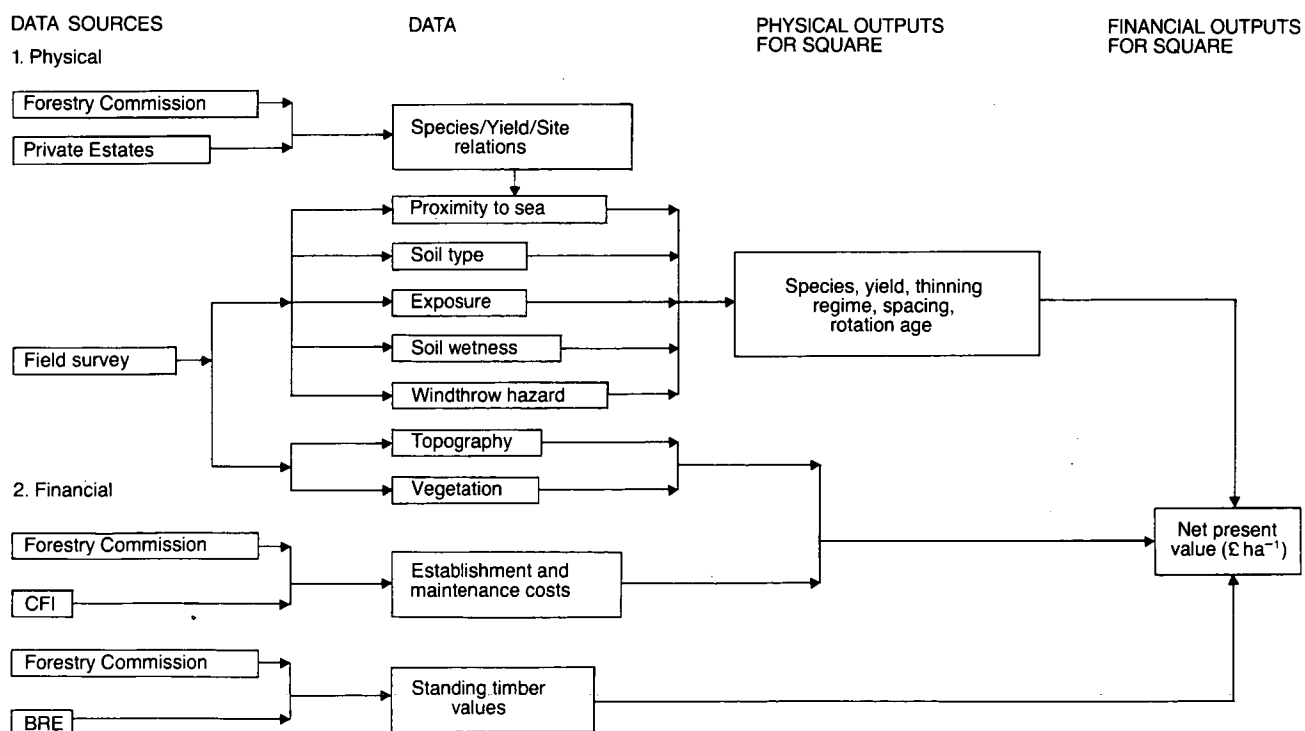 DATA SOURCES
DATA
PHYSICAL OUTPUTS
FOR SQUARE
FINANCIAL OUTPUTS
FOR SQUARE
1. Physical
Forestry Commission
Private Estates
Species/Yield/Site
relations
Proximity to sea
Soil type
Exposure
Soil wetness
Windthrow hazard
Species, yield, thinning
regime, spacing,
rotation age
Field survey
Topography
Vegetation
2. Financial
Forestry Commission
CFI
Establishment and
maintenance costs
Net present
value (£ ha⁻¹)
Forestry Commission
BRE
Standing timber
values